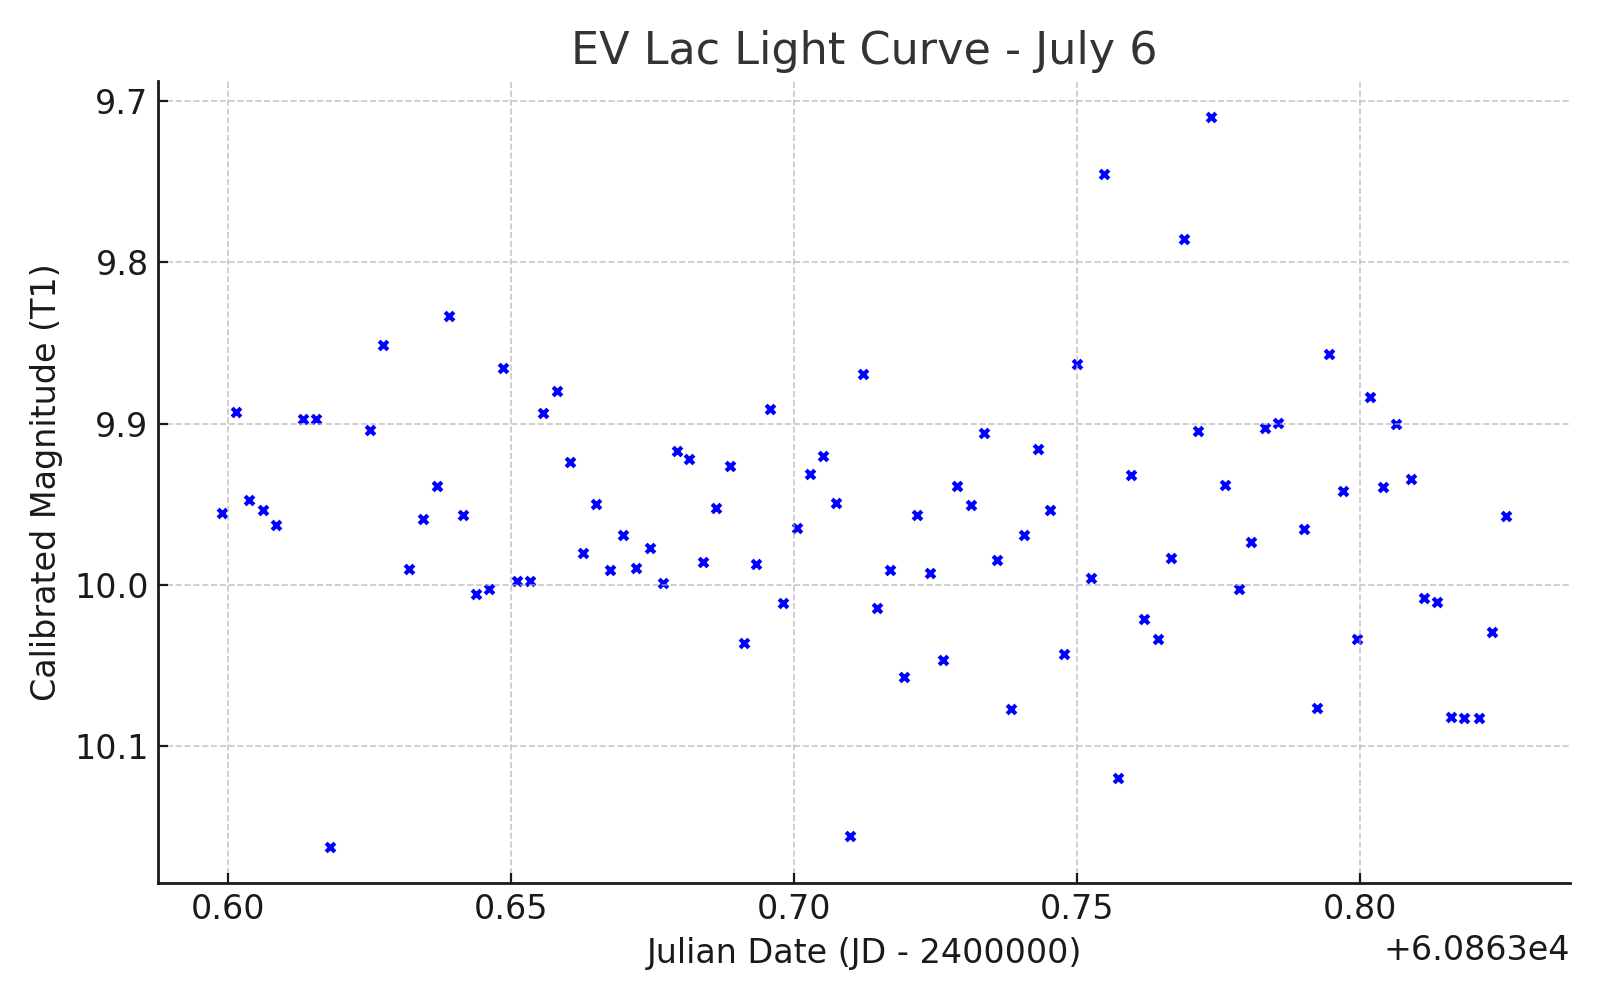 EV Lac Light Curve - July 6
Calibrated Magnitude (T1)
9.7
9.8
9.9
10.0
10.1
0.60 0.65 0.70 0.75 0.80
Julian Date (JD - 2400000)
+6.0863e4